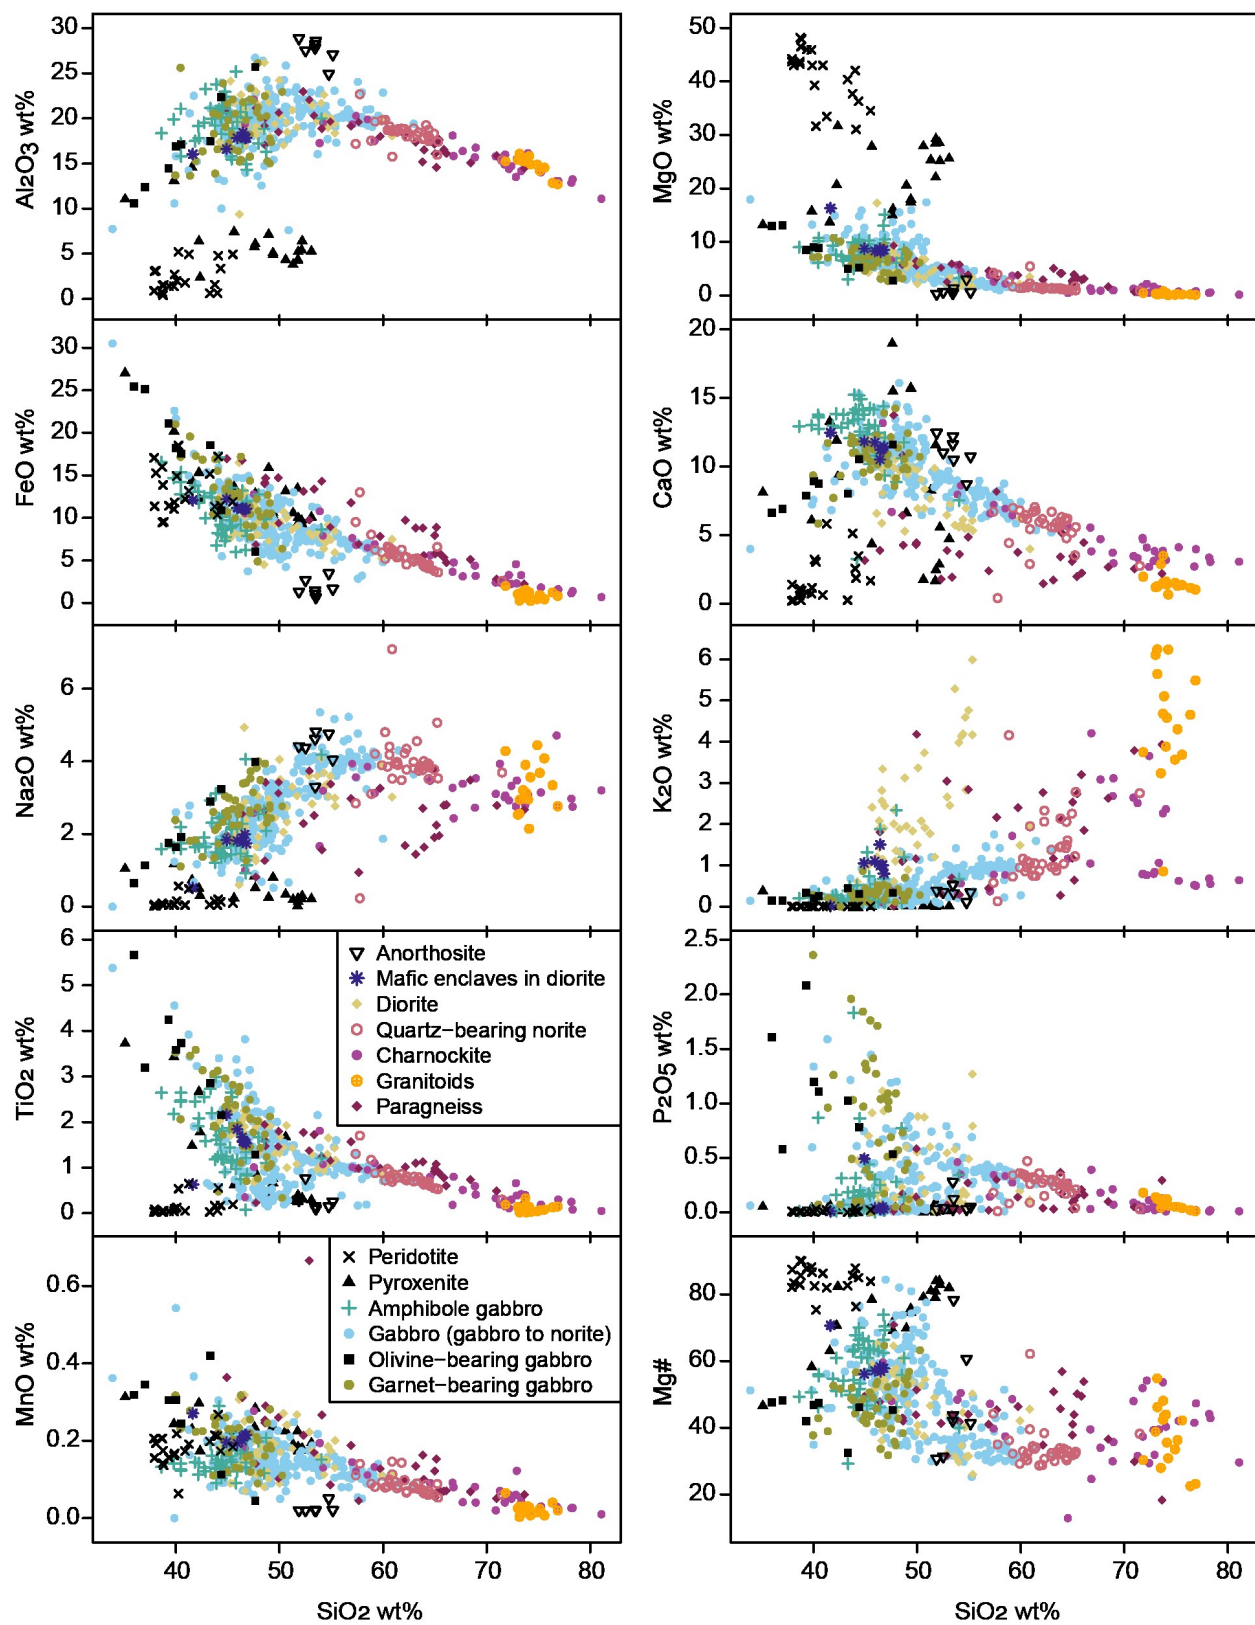 30
25
20
15
10
5
0
Al2O3 wt%
50
40
30
20
10
0
MgO wt%
30
25
20
15
10
5
0
FeO wt%
20
15
10
5
0
CaO wt%
6
4
2
0
Na2O wt%
6
5
4
3
2
1
0
K2O wt%
6
5
4
3
2
1
0
TiO2 wt%
Anorthosite
Mafic enclaves in diorite
Diorite
Quartz−bearing norite
Charnockite
Granitoids
Paragneiss
2.5
2.0
1.5
1.0
0.5
0.0
P2O5 wt%
0.6
0.4
0.2
0.0
MnO wt%
Peridotite
Pyroxenite
Amphibole gabbro
Gabbro (gabbro to norite)
Olivine−bearing gabbro
Garnet−bearing gabbro
80
60
40
20
Mg#
40 50 60 70 80
SiO2 wt%
40 50 60 70 80
SiO2 wt%